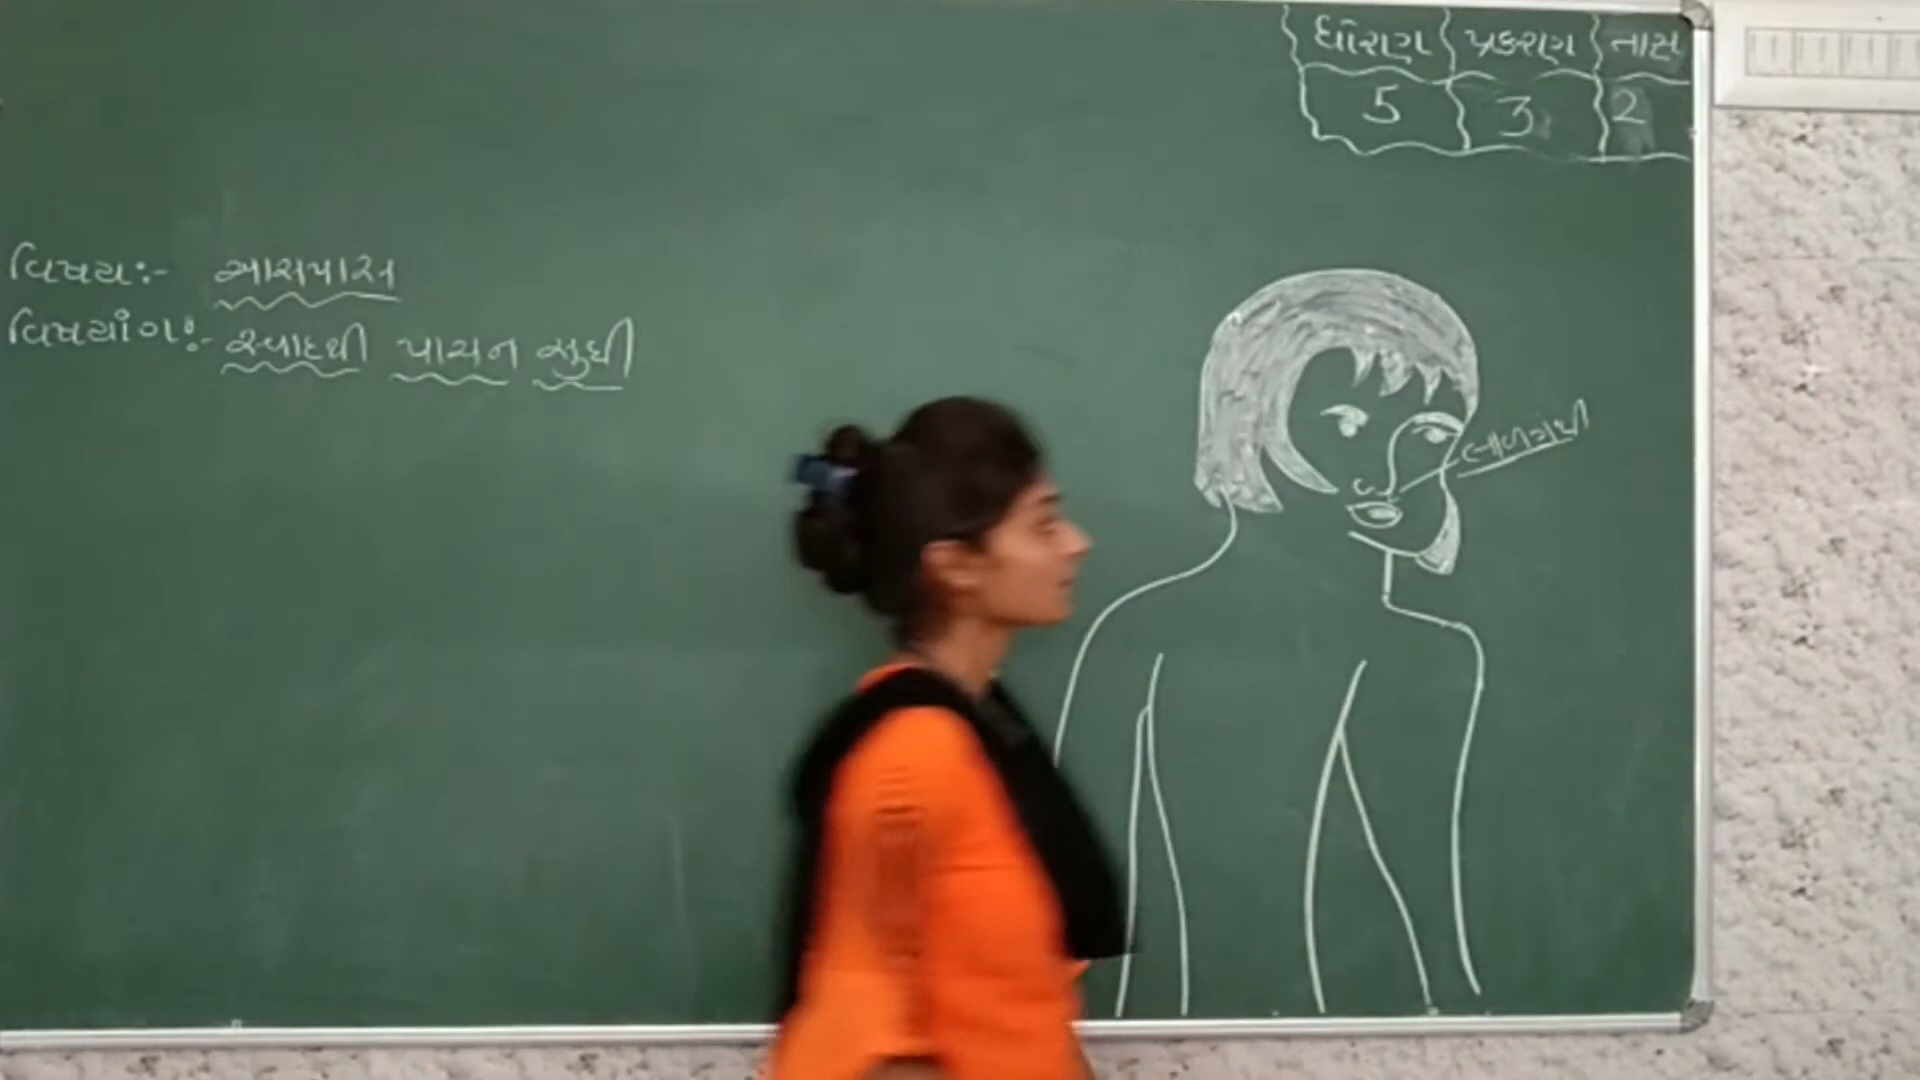 ધોરણ પ્રકરણ તાસ
5 3 2
વિષય:- આસપાસ
વિષયાંગ:- સ્વાદથી પાચન સુધી
લાળગ્રંથી